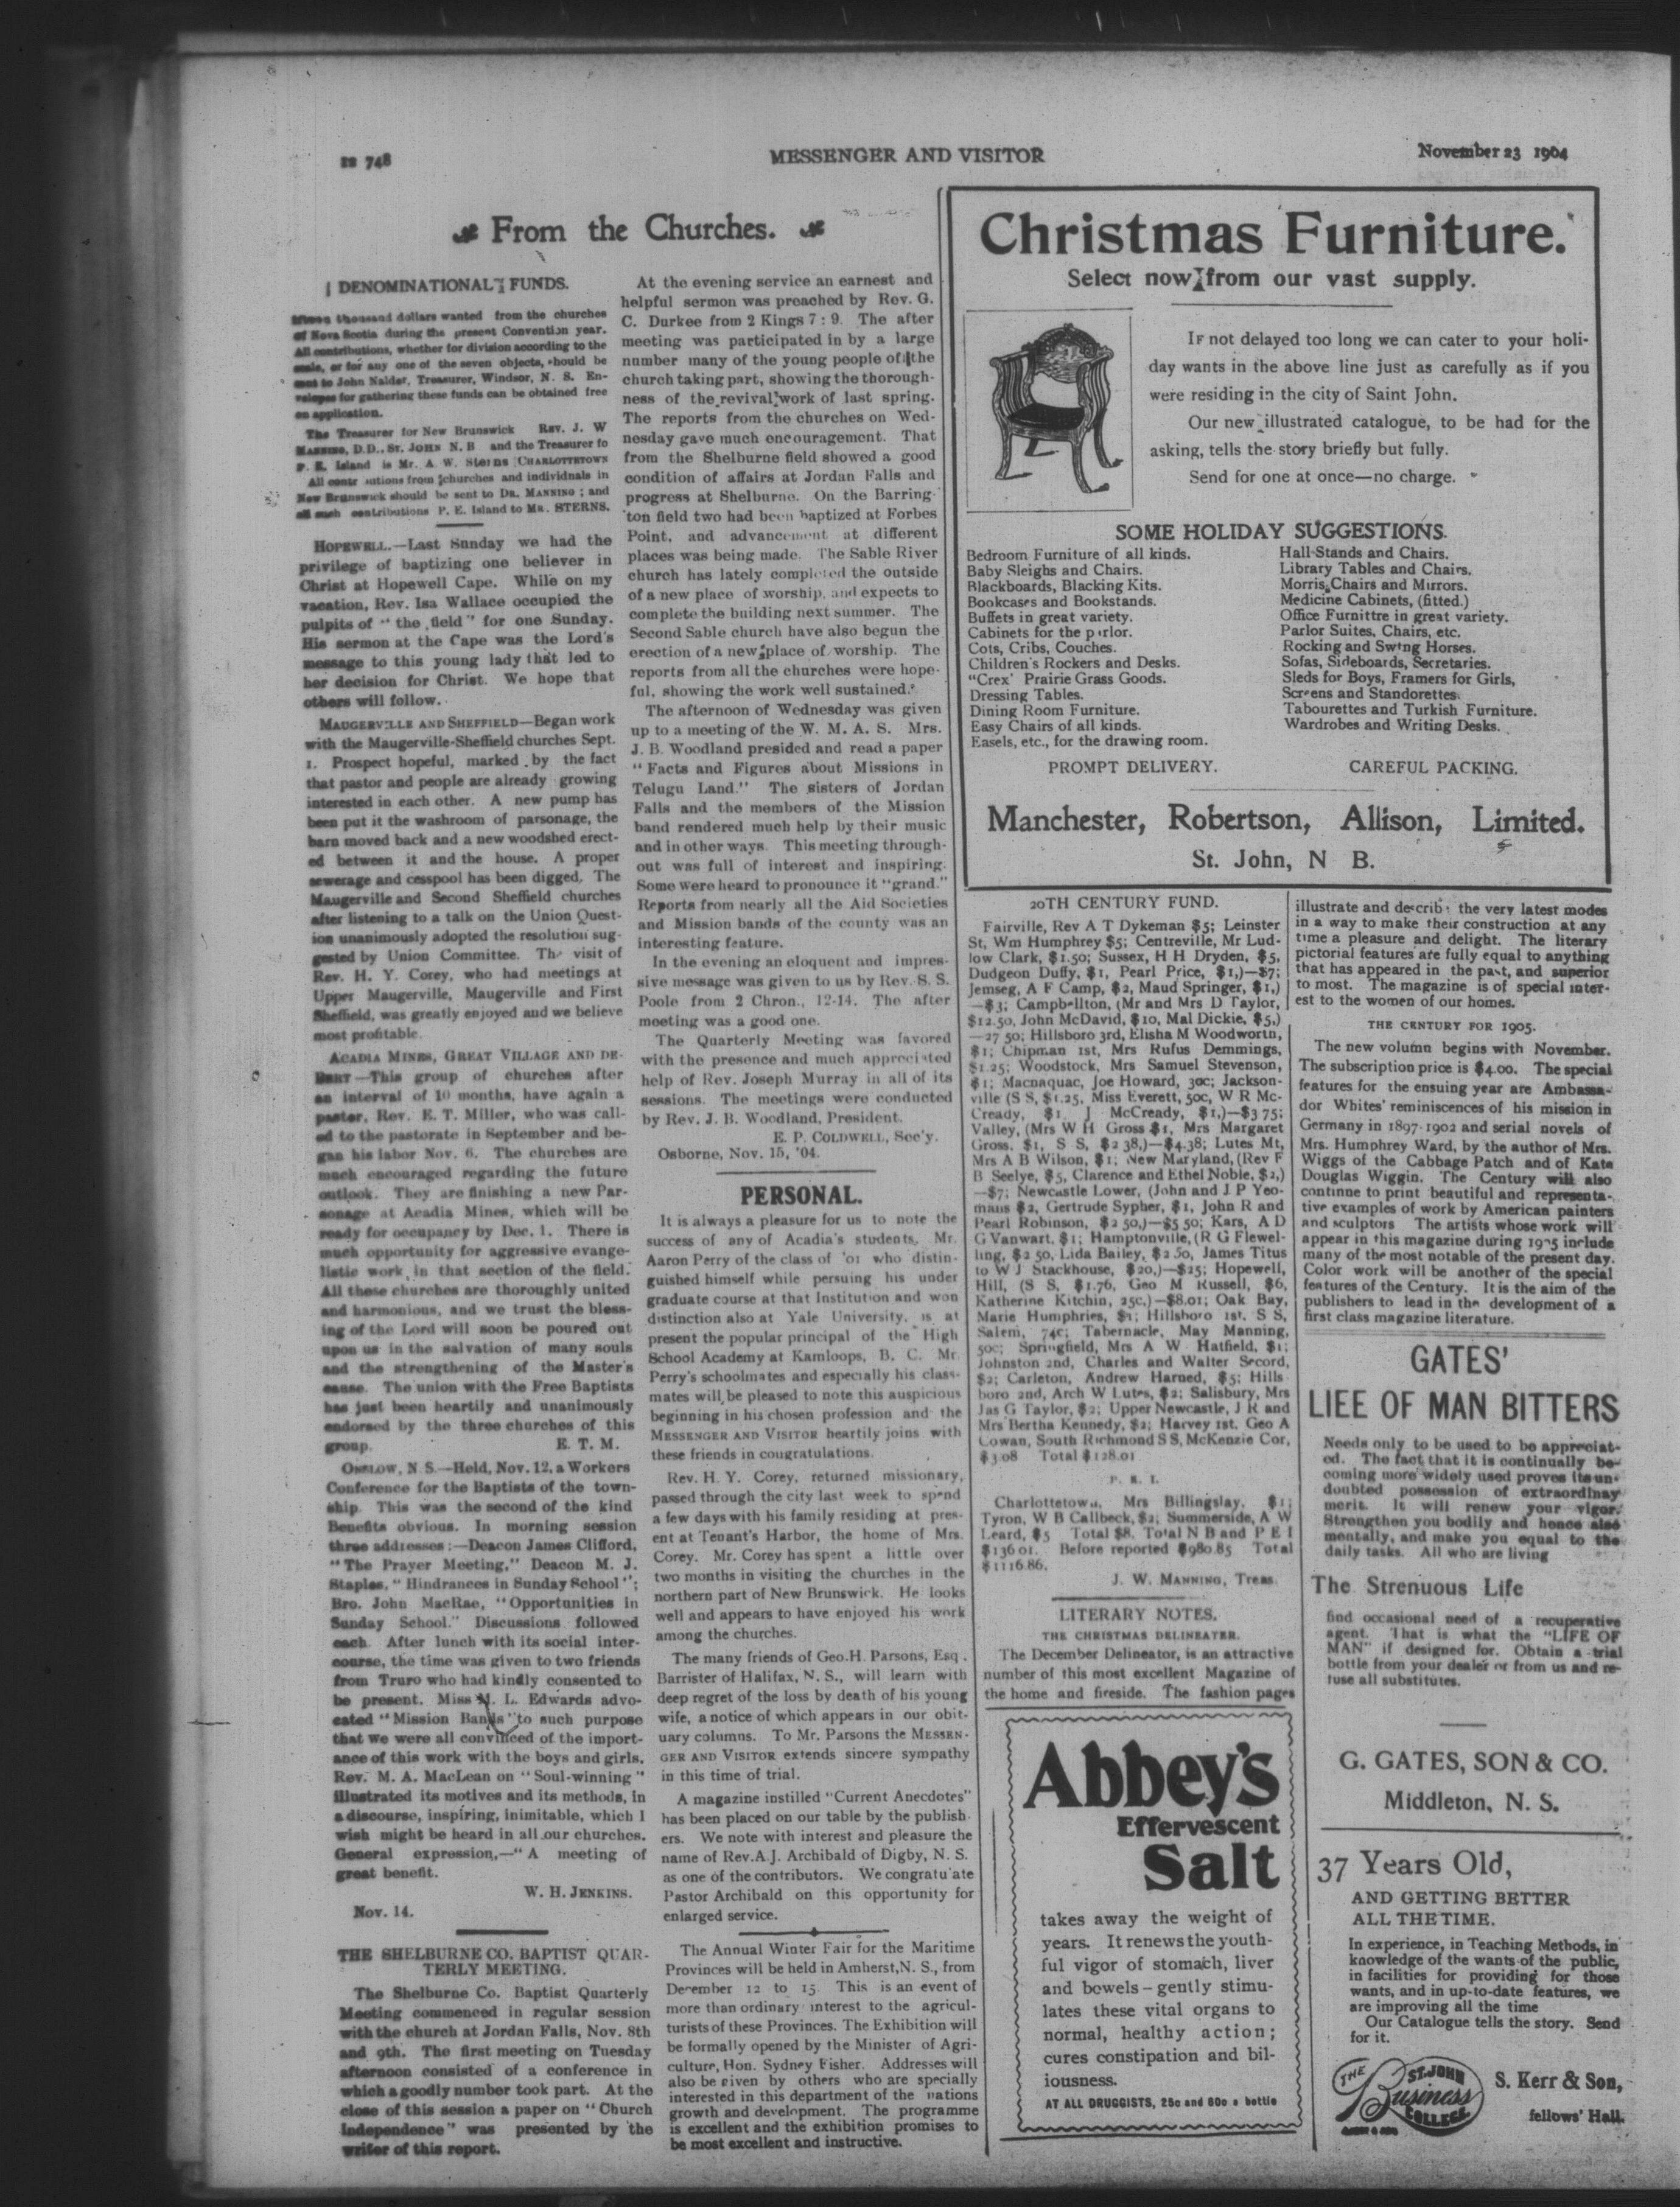 12 748
MESSENGER AND VISITOR
November 23 1904
From the Churches.
DENOMINATIONAL FUNDS.
fifteen thousand dollars wanted from the churches
of Nova Scotia during the present Convention year.
All contributions, whether for division according to the
scale, or for any one of the seven objects, should be
sent to John Nalder, Treasurer, Windsor, N. S. En-
velopes for gathering these funds can be obtained free
on application.
The Treasurer for New Brunswick Rev. J. W
MANNING, D.D., ST. JOHN N. B and the Treasurer fo
P. E. Island is Mr. A. W. Sterns CHARLOTTETOWN
All contr utions from churches and individnals in
New Brunswick should be sent to DR. MANNING ; and
all such contributions P. E. Island to MR. STERNS.
HOPEWELL.—Last Sunday we had the
privilege of baptizing one believer in
Christ at Hopewell Cape. While on my
vacation, Rev. Isa Wallace occupied the
pulpits of " the field " for one Sunday.
His sermon at the Cape was the Lord's
message to this young lady that led to
her decision for Christ. We hope that
others will follow.
MAUGERVILLE AND SHEFFIELD—Began work
with the Maugerville-Sheffield churches Sept.
1. Prospect hopeful, marked by the fact
that pastor and people are already growing
interested in each other. A new pump has
been put it the washroom of parsonage, the
barn moved back and a new woodshed erect-
ed between it and the house. A proper
sewerage and cesspool has been digged. The
Maugerville and Second Sheffield churches
after listening to a talk on the Union Quest-
ion unanimously adopted the resolution sug-
gested by Union Committee. The visit of
Rev. H. Y. Corey, who had meetings at
Upper Maugerville, Maugerville and First
Sheffield, was greatly enjoyed and we believe
most profitable.
ACADIA MINES, GREAT VILLAGE AND DE-
BERT—This group of churches after
an interval of 10 months, have again a
pastor, Rev. E. T. Miller, who was call-
ed to the pastorate in September and be-
gan his labor Nov. 6. The churches are
much encouraged regarding the future
outlook. They are finishing a new Par-
sonage at Acadia Mines, which will be
ready for occupancy by Dec. 1. There is
much opportunity for aggressive evange-
listic work in that section of the field.
All these churches are thoroughly united
and harmonious, and we trust the bless-
ing of the Lord will soon be poured out
upon us in the salvation of many souls
and the strengthening of the Master's
cause. The union with the Free Baptists
has just been heartily and unanimously
endorsed by the three churches of this
group. E. T. M.
ONSLOW, N S.—Held, Nov. 12, a Workers
Conference for the Baptists of the town-
ship. This was the second of the kind
Benefits obvious. In morning session
three addresses :—Deacon James Clifford,
" The Prayer Meeting," Deacon M. J.
Staples, " Hindrances in Sunday School ";
Bro. John MacRae, "Opportunities in
Sunday School." Discussions followed
each. After lunch with its social inter-
course, the time was given to two friends
from Truro who had kindly consented to
be present. Miss M. L. Edwards advo-
cated " Mission Bands" to such purpose
that we were all convinced of the import-
ance of this work with the boys and girls.
Rev. M. A. MacLean on " Soul-winning "
illustrated its motives and its methods, in
a discourse, inspiring, inimitable, which I
wish might be heard in all our churches.
General expression,—" A meeting of
great benefit.
W. H. JENKINS.
Nov. 14.
THE SHELBURNE CO. BAPTIST QUAR-
TERLY MEETING.
The Shelburne Co. Baptist Quarterly
Meeting commenced in regular session
with the church at Jordan Falls, Nov. 8th
and 9th. The first meeting on Tuesday
afternoon consisted of a conference in
which a goodly number took part. At the
close of this session a paper on " Church
Independence " was presented by the
writer of this report.
At the evening service an earnest and
helpful sermon was preached by Rev. G.
C. Durkee from 2 Kings 7 : 9. The after
meeting was participated in by a large
number many of the young people of the
church taking part, showing the thorough-
ness of the revival work of last spring.
The reports from the churches on Wed-
nesday gave much encouragement. That
from the Shelburne field showed a good
condition of affairs at Jordan Falls and
progress at Shelburne. On the Barring-
ton field two had been baptized at Forbes
Point, and advancement at different
places was being made. The Sable River
church has lately completed the outside
of a new place of worship, and expects to
complete the building next summer. The
Second Sable church have also begun the
erection of a new place of worship. The
reports from all the churches were hope-
ful, showing the work well sustained.
The afternoon of Wednesday was given
up to a meeting of the W. M. A. S. Mrs.
J. B. Woodland presided and read a paper
" Facts and Figures about Missions in
Telugu Land." The sisters of Jordan
Falls and the members of the Mission
band rendered much help by their music
and in other ways. This meeting through-
out was full of interest and inspiring.
Some were heard to pronounce it "grand."
Reports from nearly all the Aid Societies
and Mission bands of the county was an
interesting feature.
In the evening an eloquent and impres-
sive message was given to us by Rev. S. S.
Poole from 2 Chron., 12-14. The after
meeting was a good one.
The Quarterly Meeting was favored
with the presence and much appreciated
help of Rev. Joseph Murray in all of its
sessions. The meetings were conducted
by Rev. J. B. Woodland, President.
E. P. COLDWELL, Sec'y.
Osborne, Nov. 15, '04.
PERSONAL.
It is always a pleasure for us to note the
success of any of Acadia's students. Mr.
Aaron Perry of the class of '01 who distin-
guished himself while persuing his under
graduate course at that Institution and won
distinction also at Yale University, is at
present the popular principal of the High
School Academy at Kamloops, B. C. Mr.
Perry's schoolmates and especially his class-
mates will be pleased to note this auspicious
beginning in his chosen profession and the
MESSENGER AND VISITOR heartily joins with
these friends in cougratulations.
Rev. H. Y. Corey, returned missionary,
passed through the city last week to spend
a few days with his family residing at pres-
ent at Tenant's Harbor, the home of Mrs.
Corey. Mr. Corey has spent a little over
two months in visiting the churches in the
northern part of New Brunswick. He looks
well and appears to have enjoyed his work
among the churches.
The many friends of Geo.H. Parsons, Esq.
Barrister of Halifax, N. S., will learn with
deep regret of the loss by death of his young
wife, a notice of which appears in our obit-
uary columns. To Mr. Parsons the MESSEN-
GER AND VISITOR extends sincere sympathy
in this time of trial.
A magazine instilled "Current Anecdotes"
has been placed on our table by the publish-
ers. We note with interest and pleasure the
name of Rev.A.J. Archibald of Digby, N. S.
as one of the contributors. We congratu ate
Pastor Archibald on this opportunity for
enlarged service.
The Annual Winter Fair for the Maritime
Provinces will be held in Amherst,N. S., from
December 12 to 15. This is an event of
more than ordinary interest to the agricul-
turists of these Provinces. The Exhibition will
be formally opened by the Minister of Agri-
culture, Hon. Sydney Fisher. Addresses will
also be given by others who are specially
interested in this department of the nations
growth and development. The programme
is excellent and the exhibition promises to
be most excellent and instructive.
Christmas Furniture.
Select now from our vast supply.
IF not delayed too long we can cater to your holi-
day wants in the above line just as carefully as if you
were residing in the city of Saint John.
Our new illustrated catalogue, to be had for the
asking, tells the story briefly but fully.
Send for one at once—no charge.
SOME HOLIDAY SUGGESTIONS.
Bedroom Furniture of all kinds.
Baby Sleighs and Chairs.
Blackboards, Blacking Kits.
Bookcases and Bookstands.
Buffets in great variety.
Cabinets for the parlor.
Cots, Cribs, Couches.
Children's Rockers and Desks.
"Crex' Prairie Grass Goods.
Dressing Tables.
Dining Room Furniture.
Easy Chairs of all kinds.
Easels, etc., for the drawing room.
Hall Stands and Chairs.
Library Tables and Chairs.
Morris Chairs and Mirrors.
Medicine Cabinets, (fitted.)
Office Furnittre in great variety.
Parlor Suites, Chairs, etc.
Rocking and Swing Horses.
Sofas, Sideboards, Secretaries.
Sleds for Boys, Framers for Girls,
Screens and Standorettes.
Tabourettes and Turkish Furniture.
Wardrobes and Writing Desks.
PROMPT DELIVERY. CAREFUL PACKING.
Manchester, Robertson, Allison, Limited.
St. John, N B.
20TH CENTURY FUND.
Fairville, Rev A T Dykeman $5; Leinster
St, Wm Humphrey $5; Centreville, Mr Lud-
low Clark, $1.50; Sussex, H H Dryden, $5,
Dudgeon Duffy, $1, Pearl Price, $1,)—$7;
Jemseg, A F Camp, $2, Maud Springer, $1,)
—$3; Campbellton, (Mr and Mrs D Taylor,
$12.50, John McDavid, $10, Mal Dickie, $5,)
—27 50; Hillsboro 3rd, Elisha M Woodworth,
$1; Chipman 1st, Mrs Rufus Demmings,
$1.25; Woodstock, Mrs Samuel Stevenson,
$1; Macnaquac, Joe Howard, 30c; Jackson-
ville (S S, $1.25, Miss Everett, 50c, W R Mc-
Cready, $1, J McCready, $1,)—$3 75;
Valley, (Mrs W H Gross $1, Mrs Margaret
Gross, $1, S S, $2 38,)—$4.38; Lutes Mt,
Mrs A B Wilson, $1; New Maryland, (Rev F
B Seelye, $5, Clarence and Ethel Noble, $2,)
—$7; Newcastle Lower, (John and J P Yeo-
mans $2, Gertrude Sypher, $1, John R and
Pearl Robinson, $2 50,)—$5 50; Kars, A D
G Vanwart, $1; Hamptonville, (R G Flewel-
ling, $2 50, Lida Bailey, $2 50, James Titus
to W J Stackhouse, $20,)—$25; Hopewell,
Hill, (S S, $1.76, Geo M Russell, $6,
Katherine Kitchin, 25c,)—$8.01; Oak Bay,
Marie Humphries, $1; Hillsboro 1st, S S,
Salem, 74c; Tabernacle, May Manning,
50c; Springfield, Mrs A W Hatfield, $1;
Johnston 2nd, Charles and Walter Secord,
$2; Carleton, Andrew Harned, $5; Hills
boro 2nd, Arch W Lutes, $2; Salisbury, Mrs
Jas G Taylor, $2; Upper Newcastle, J R and
Mrs Bertha Kennedy, $2; Harvey 1st, Geo A
Cowan, South Richmond S S, McKenzie Cor,
$3 08 Total $128.01
P. E. I.
Charlottetown, Mrs Billingslay, $1;
Tyron, W B Callbeck, $2; Summerside, A W
Leard, $5 Total $8. Total N B and P E I
$136 01. Before reported $980.85 Total
$1116.86.
J. W. MANNING, Treas.
LITERARY NOTES.
THE CHRISTMAS DELINEATER.
The December Delineator, is an attractive
number of this most excellent Magazine of
the home and fireside. The fashion pages
illustrate and describe the very latest modes
in a way to make their construction at any
time a pleasure and delight. The literary
pictorial features are fully equal to anything
that has appeared in the past, and superior
to most. The magazine is of special inter-
est to the women of our homes.
THE CENTURY FOR 1905.
The new volumn begins with November.
The subscription price is $4.00. The special
features for the ensuing year are Ambassa-
dor Whites' reminiscences of his mission in
Germany in 1897-1902 and serial novels of
Mrs. Humphrey Ward, by the author of Mrs.
Wiggs of the Cabbage Patch and of Kate
Douglas Wiggin. The Century will also
continne to print beautiful and representa-
tive examples of work by American painters
and sculptors The artists whose work will
appear in this magazine during 1905 include
many of the most notable of the present day.
Color work will be another of the special
features of the Century. It is the aim of the
publishers to lead in the development of a
first class magazine literature.
Abbey's
Effervescent
Salt
takes away the weight of
years. It renews the youth-
ful vigor of stomach, liver
and bowels – gently stimu-
lates these vital organs to
normal, healthy action;
cures constipation and bil-
iousness.
AT ALL DRUGGISTS, 25c and 60c a bottle
GATES'
LIEE OF MAN BITTERS
Needs only to be used to be appreciat-
ed. The fact that it is continually be-
coming more widely used proves its un-
doubted possession of extraordinay
merit. It will renew your vigor.
Strengthen you bodily and hence also
mentally, and make you equal to the
daily tasks. All who are living
The Strenuous Life
find occasional need of a recuperative
agent. That is what the "LIFE OF
MAN" if designed for. Obtain a trial
bottle from your dealer or from us and re-
fuse all substitutes.
G. GATES, SON & CO.
Middleton, N. S.
37 Years Old,
AND GETTING BETTER
ALL THE TIME.
In experience, in Teaching Methods, in
knowledge of the wants of the public,
in facilities for providing for those
wants, and in up-to-date features, we
are improving all the time
Our Catalogue tells the story. Send
for it.
THE ST. JOHN Business COLLEGE
S. Kerr & Son,
fellows' Hall.